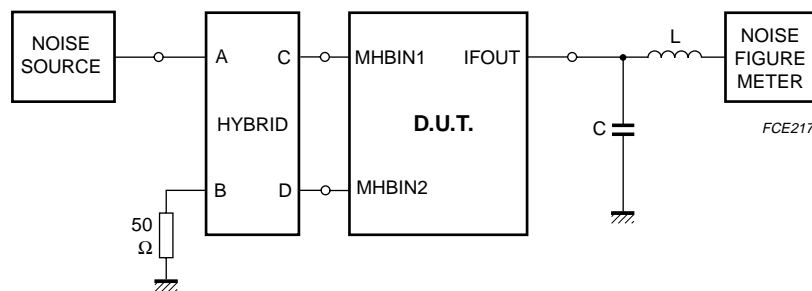 NOISE
SOURCE
A
C
HYBRID
B
D
50
Ω
MHBIN1
IFOUT
D.U.T.
MHBIN2
L
C
NOISE
FIGURE
METER
FCE217